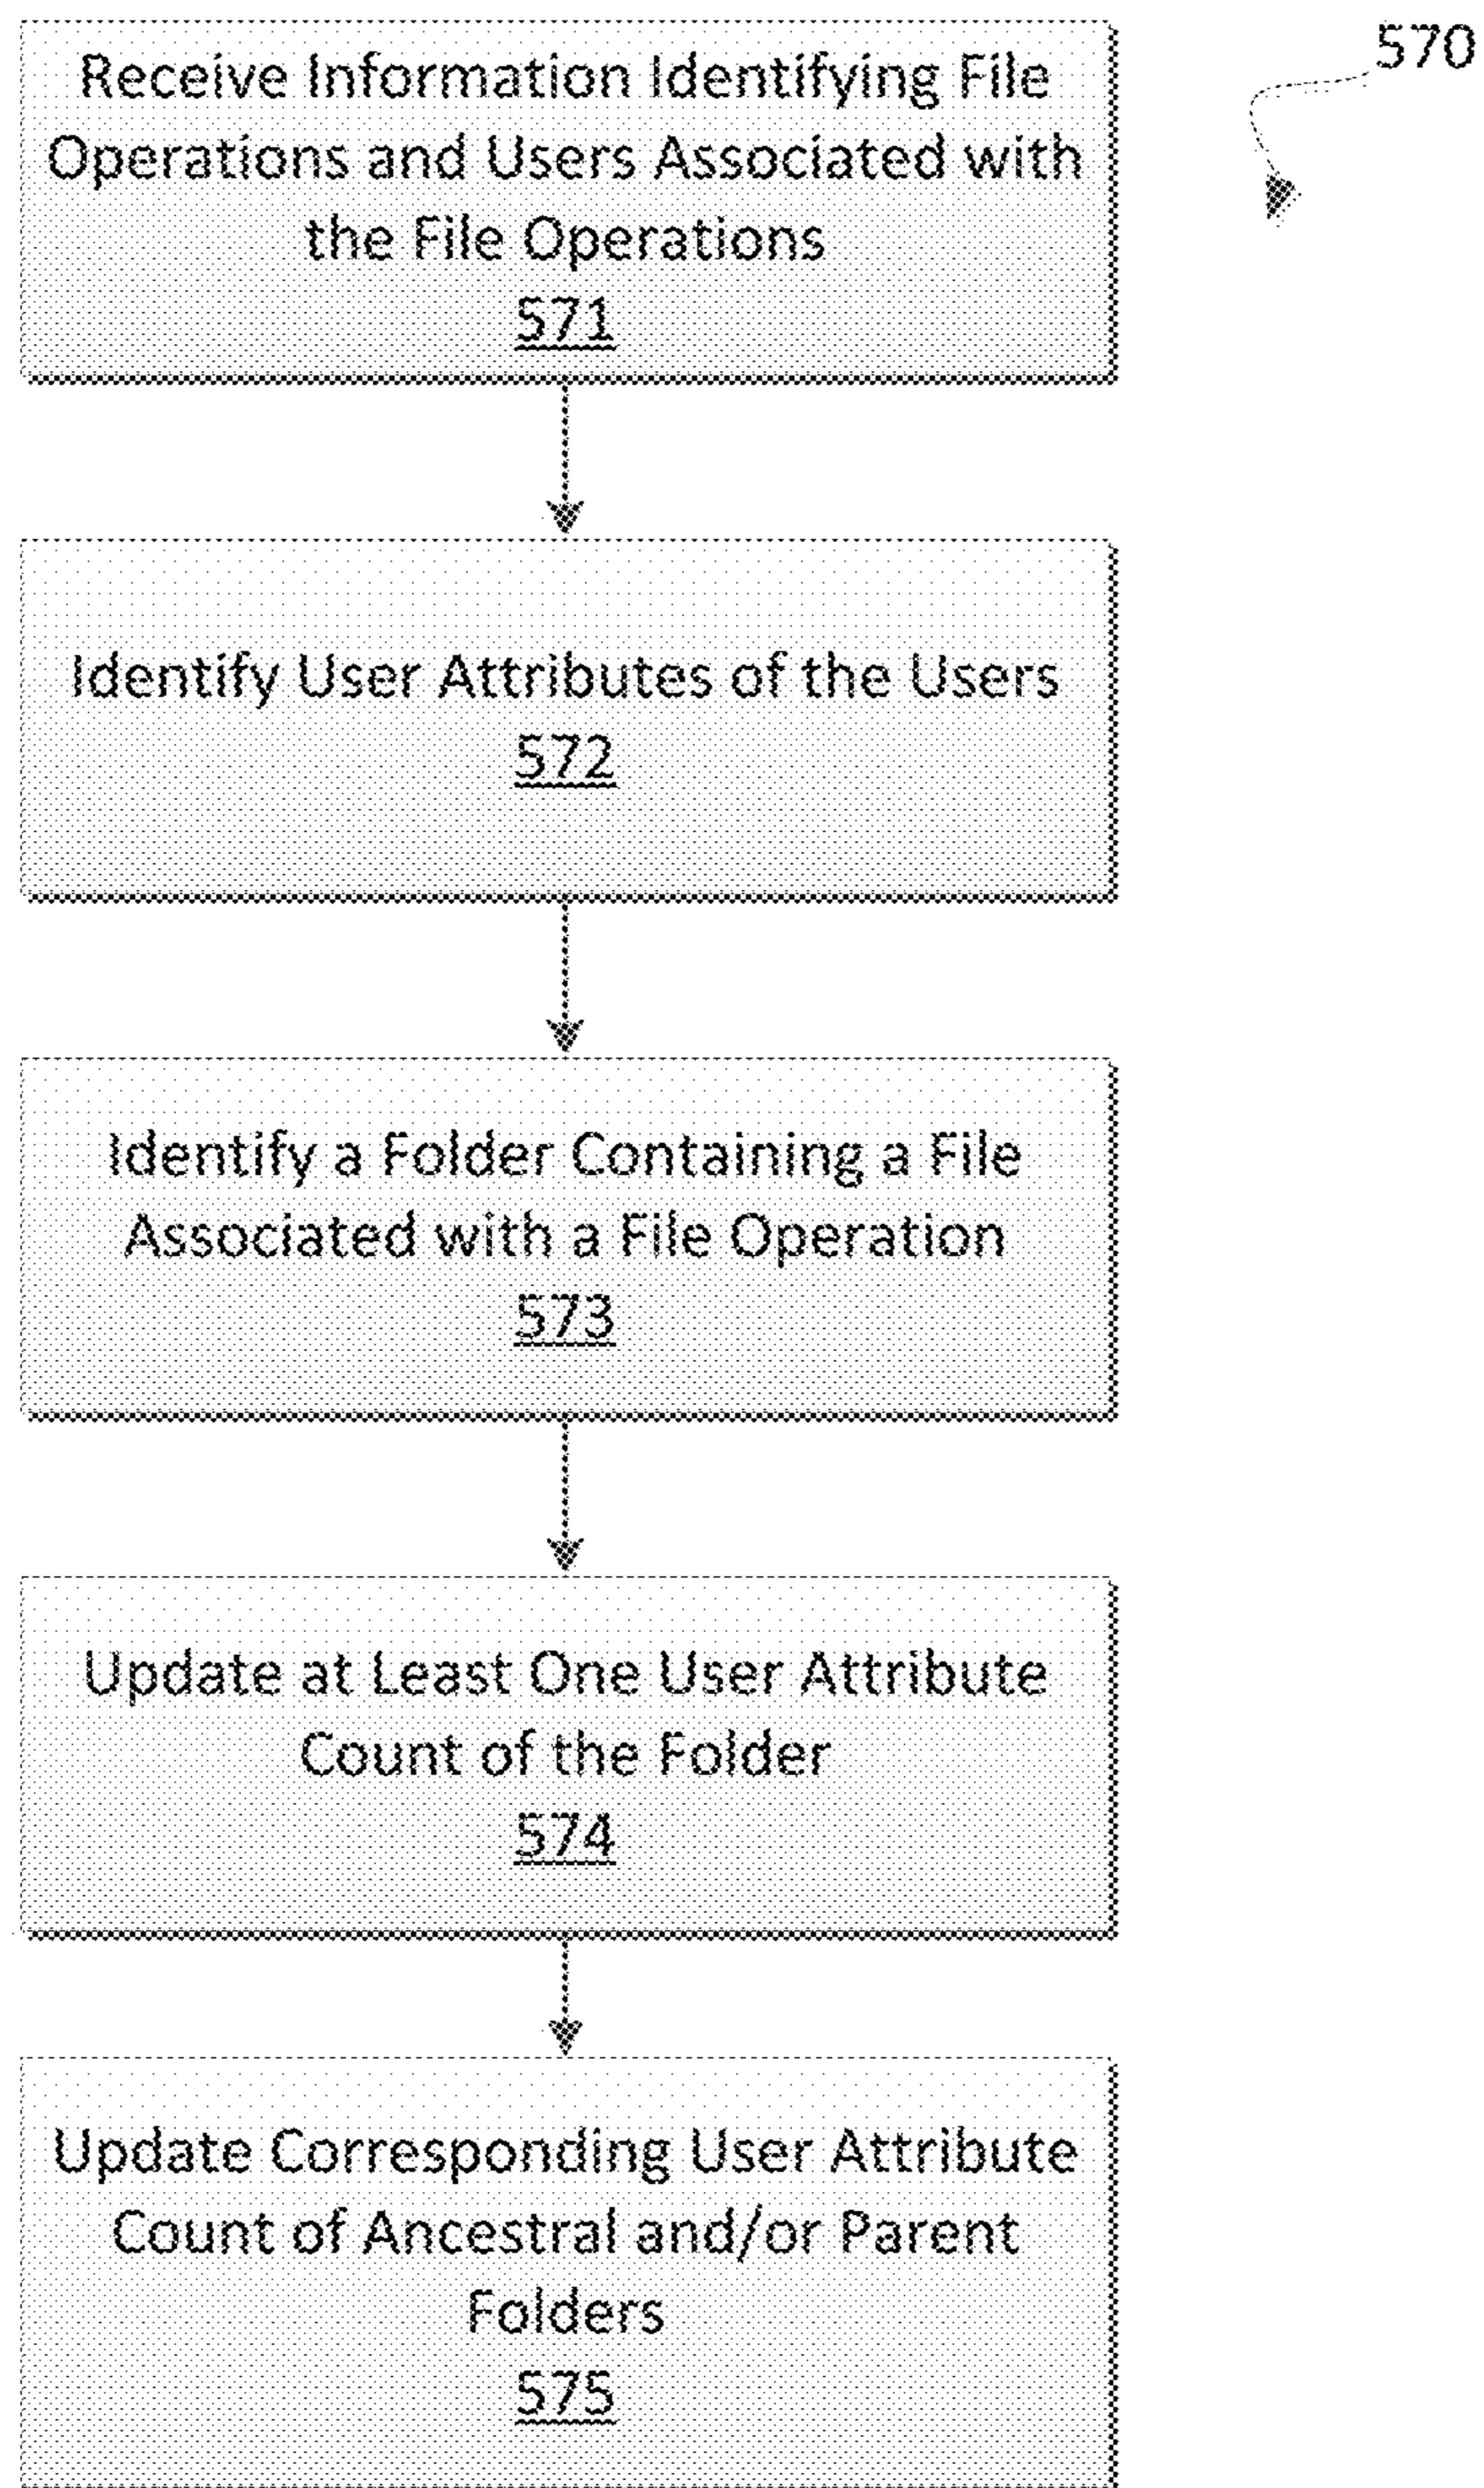 570
Receive Information Identifying File
Operations and Users Associated with
the File Operations
571
Identify User Attributes of the Users
572
Identify a Folder Containing a File
Associated with a File Operation
573
Update at Least One User Attribute
Count of the Folder
574
Update Corresponding User Attribute
Count of Ancestral and/or Parent
Folders
575